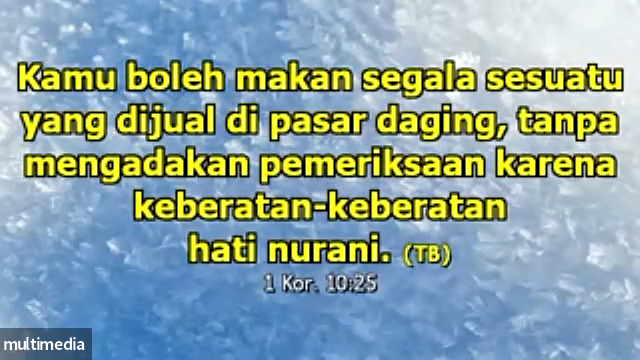 Kamu boleh makan segala sesuatu
yang dijual di pasar daging, tanpa
mengadakan pemeriksaan karena
keberatan-keberatan
hati nurani. (TB)
1 Kor. 10:25
multimedia